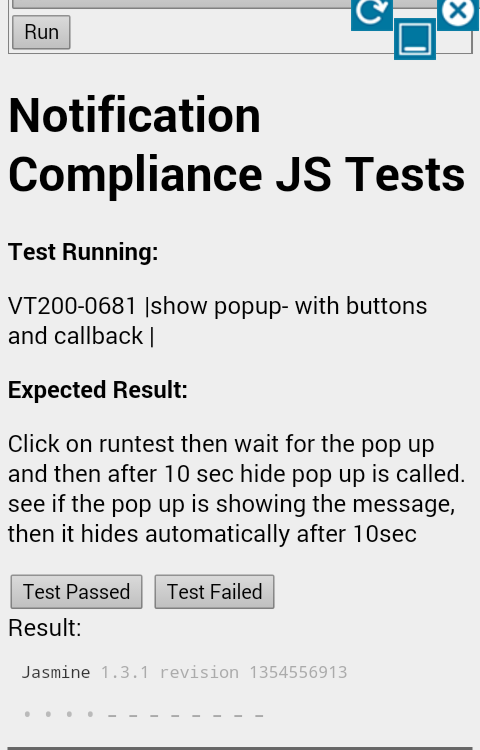 Run
Notification
Compliance JS Tests
Test Running:
VT200-0681 |show popup- with buttons
and callback |
Expected Result:
Click on runtest then wait for the pop up
and then after 10 sec hide pop up is called.
see if the pop up is showing the message,
then it hides automatically after 10sec
Test Passed Test Failed
Result:
Jasmine 1.3.1 revision 1354556913